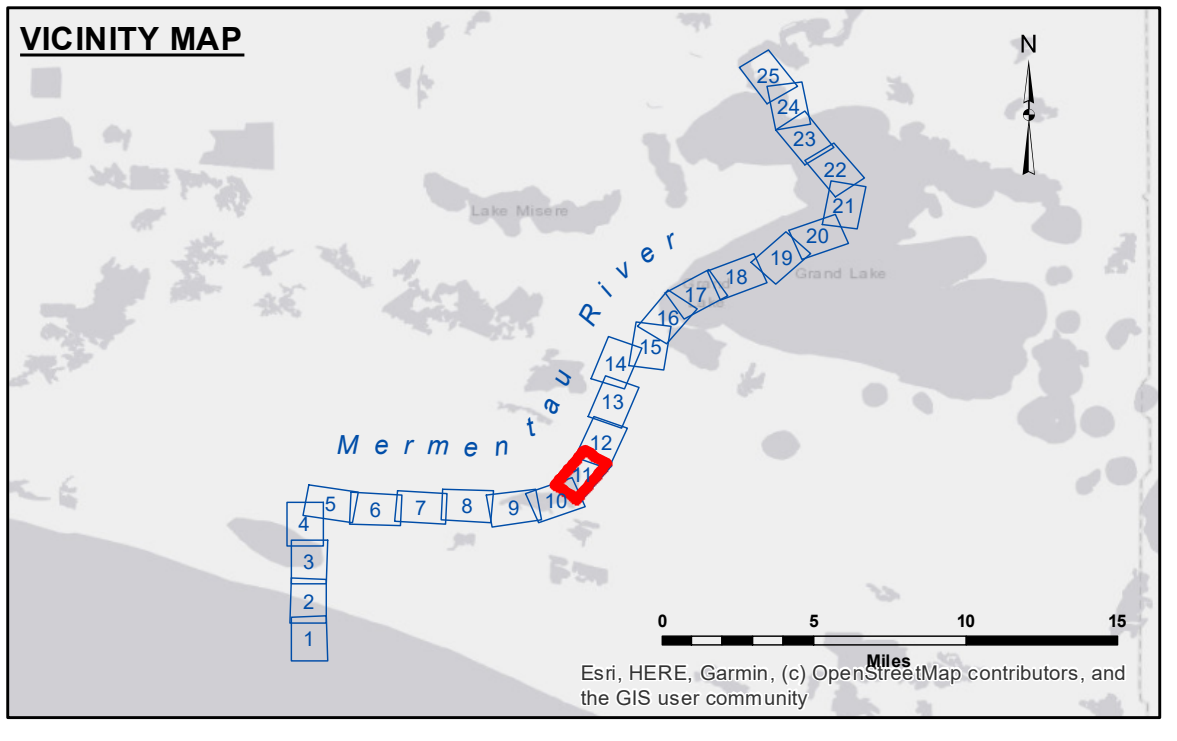 VICINITY MAP
N
25
24
23
22
21
20
19
18
17
16
15
14
13
12
11
10
9
8
7
6
5
4
3
2
1
Lake Misere
Grand Lake
Mermentau River
0 5 10 15
Miles
Esri, HERE, Garmin, (c) OpenStreetMap contributors, and
the GIS user community